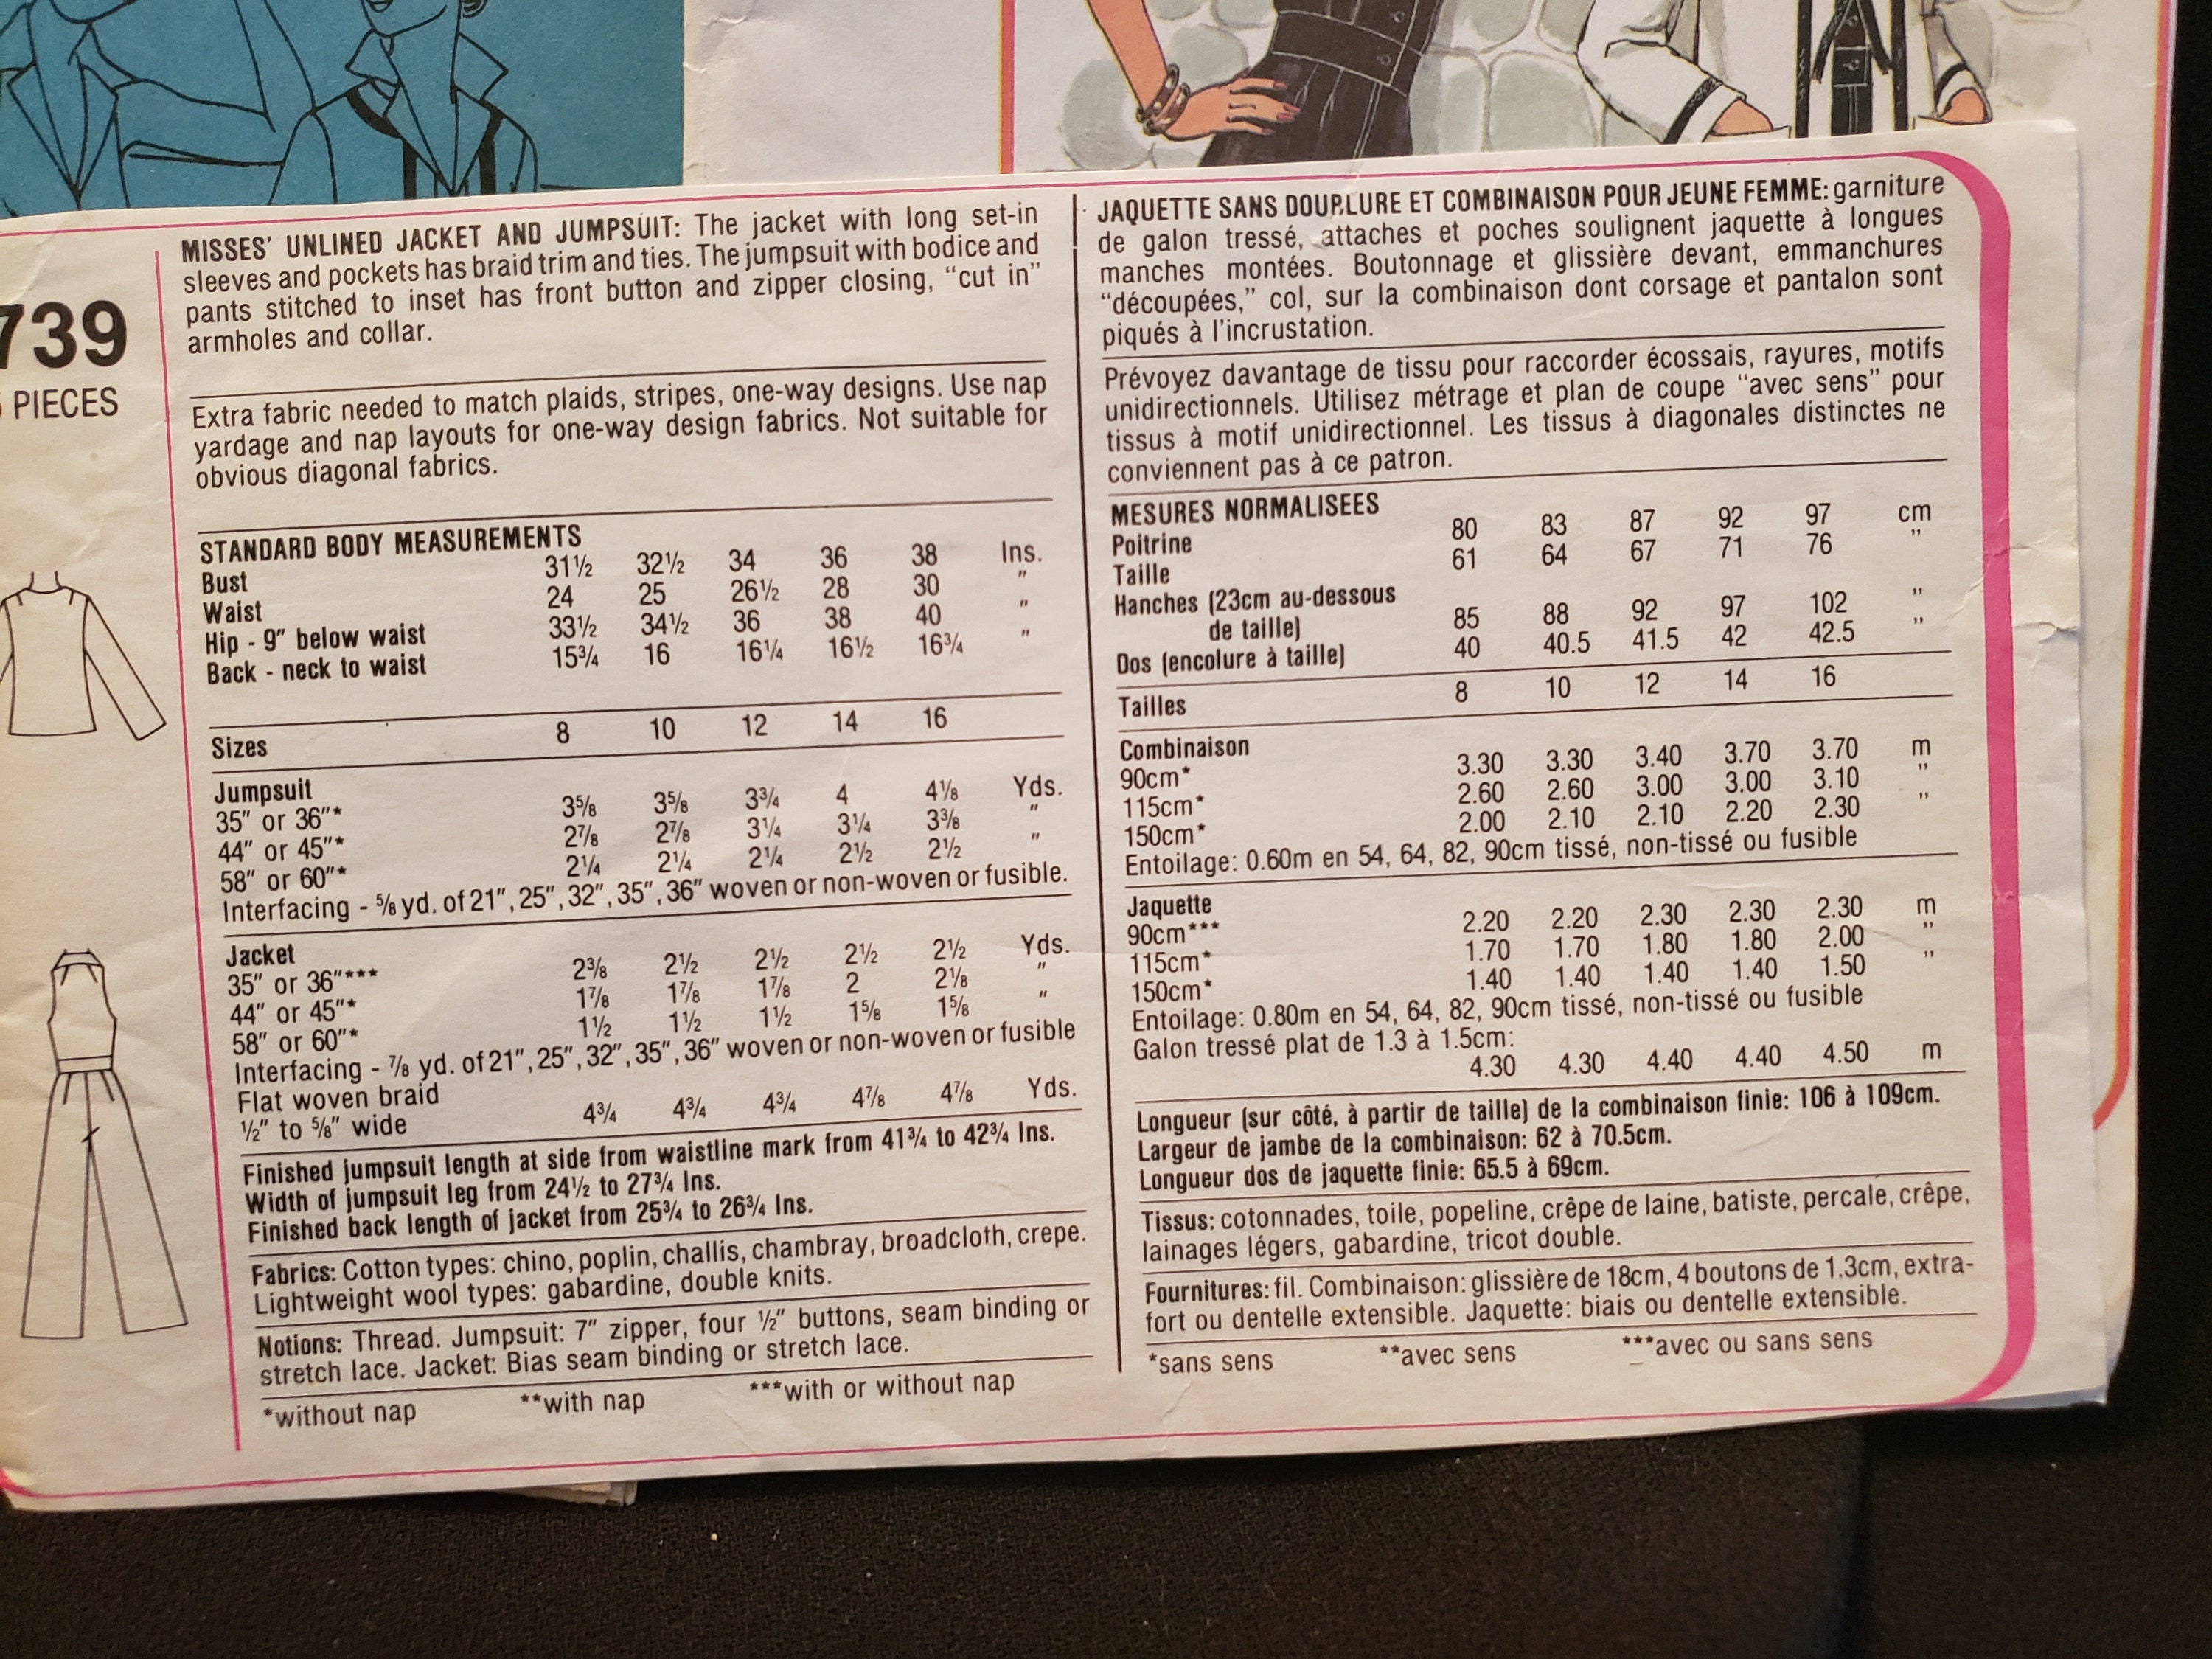 739
PIECES
MISSES' UNLINED JACKET AND JUMPSUIT: The jacket with long set-in
sleeves and pockets has braid trim and ties. The jumpsuit with bodice and
pants stitched to inset has front button and zipper closing, "cut in"
armholes and collar.
Extra fabric needed to match plaids, stripes, one-way designs. Use nap
yardage and nap layouts for one-way design fabrics. Not suitable for
obvious diagonal fabrics.
STANDARD BODY MEASUREMENTS
Bust 31½ 32½ 34 36 38 Ins.
Waist 24 25 26½ 28 30 "
Hip - 9" below waist 33½ 34½ 36 38 40 "
Back - neck to waist 15¾ 16 16¼ 16½ 16¾ "
Sizes 8 10 12 14 16
Jumpsuit
35" or 36"* 3⅝ 3⅝ 3¾ 4 4⅛ Yds.
44" or 45"* 2⅞ 2⅞ 3¼ 3¼ 3⅜ "
58" or 60"* 2¼ 2¼ 2¼ 2½ 2½ "
Interfacing - ⅝ yd. of 21", 25", 32", 35", 36" woven or non-woven or fusible.
Jacket
35" or 36"*** 2⅜ 2½ 2½ 2½ 2½ Yds.
44" or 45"* 1⅞ 1⅞ 1⅞ 2 2⅛ "
58" or 60"* 1½ 1½ 1½ 1⅝ 1⅝ "
Interfacing - ⅞ yd. of 21", 25", 32", 35", 36" woven or non-woven or fusible
Flat woven braid
½" to ⅝" wide 4¾ 4¾ 4¾ 4⅞ 4⅞ Yds.
Finished jumpsuit length at side from waistline mark from 41¾ to 42¾ Ins.
Width of jumpsuit leg from 24½ to 27¾ Ins.
Finished back length of jacket from 25¾ to 26¾ Ins.
Fabrics: Cotton types: chino, poplin, challis, chambray, broadcloth, crepe.
Lightweight wool types: gabardine, double knits.
Notions: Thread. Jumpsuit: 7" zipper, four ½" buttons, seam binding or
stretch lace. Jacket: Bias seam binding or stretch lace.
*without nap **with nap ***with or without nap
JAQUETTE SANS DOUBLURE ET COMBINAISON POUR JEUNE FEMME: garniture
de galon tressé, attaches et poches soulignent jaquette à longues
manches montées. Boutonnage et glissière devant, emmanchures
"découpées," col, sur la combinaison dont corsage et pantalon sont
piqués à l'incrustation.
Prévoyez davantage de tissu pour raccorder écossais, rayures, motifs
unidirectionnels. Utilisez métrage et plan de coupe "avec sens" pour
tissus à motif unidirectionnel. Les tissus à diagonales distinctes ne
conviennent pas à ce patron.
MESURES NORMALISEES
Poitrine 80 83 87 92 97 cm
Taille 61 64 67 71 76 "
Hanches (23cm au-dessous
de taille) 85 88 92 97 102 "
Dos (encolure à taille) 40 40.5 41.5 42 42.5 "
Tailles 8 10 12 14 16
Combinaison
90cm* 3.30 3.30 3.40 3.70 3.70 m
115cm* 2.60 2.60 3.00 3.00 3.10 "
150cm* 2.00 2.10 2.10 2.20 2.30 "
Entoilage: 0.60m en 54, 64, 82, 90cm tissé, non-tissé ou fusible
Jaquette
90cm*** 2.20 2.20 2.30 2.30 2.30 m
115cm* 1.70 1.70 1.80 1.80 2.00 "
150cm* 1.40 1.40 1.40 1.40 1.50 "
Entoilage: 0.80m en 54, 64, 82, 90cm tissé, non-tissé ou fusible
Galon tressé plat de 1.3 à 1.5cm:
4.30 4.30 4.40 4.40 4.50 m
Longueur (sur côté, à partir de taille) de la combinaison finie: 106 à 109cm.
Largeur de jambe de la combinaison: 62 à 70.5cm.
Longueur dos de jaquette finie: 65.5 à 69cm.
Tissus: cotonnades, toile, popeline, crêpe de laine, batiste, percale, crêpe,
lainages légers, gabardine, tricot double.
Fournitures: fil. Combinaison: glissière de 18cm, 4 boutons de 1.3cm, extra-
fort ou dentelle extensible. Jaquette: biais ou dentelle extensible.
*sans sens **avec sens ***avec ou sans sens